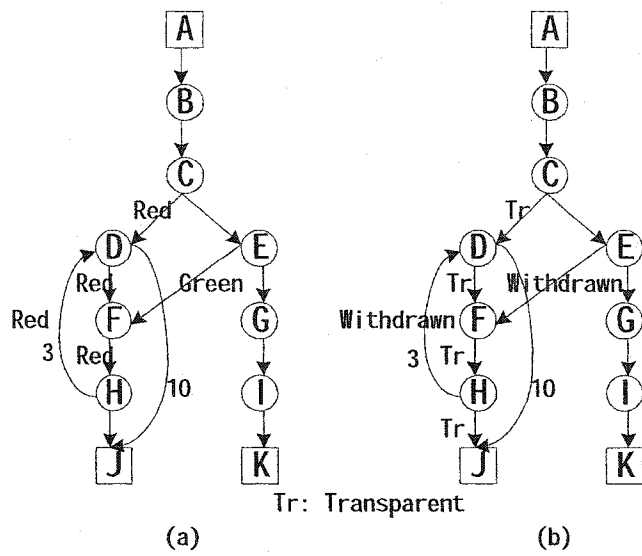 A A
B B
C C
Red Tr
D E D E
Red Green Tr Withdrawn
Red F G Withdrawn F G
3 Red 3 Tr
H 10 I H 10 I
Tr
J K J K
Tr: Transparent
(a) (b)